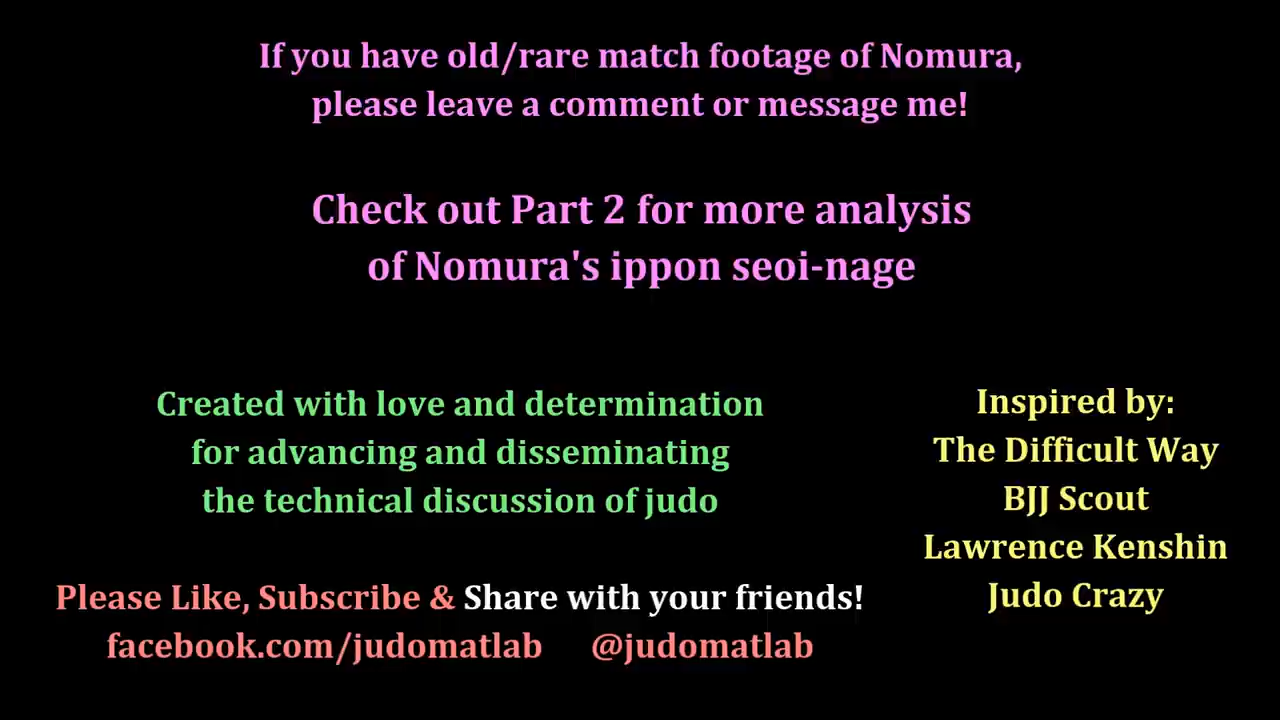 If you have old/rare match footage of Nomura,
please leave a comment or message me!
Check out Part 2 for more analysis
of Nomura's ippon seoi-nage
Created with love and determination
for advancing and disseminating
the technical discussion of judo
Please Like, Subscribe & Share with your friends!
facebook.com/judomatlab @judomatlab
Inspired by:
The Difficult Way
BJJ Scout
Lawrence Kenshin
Judo Crazy